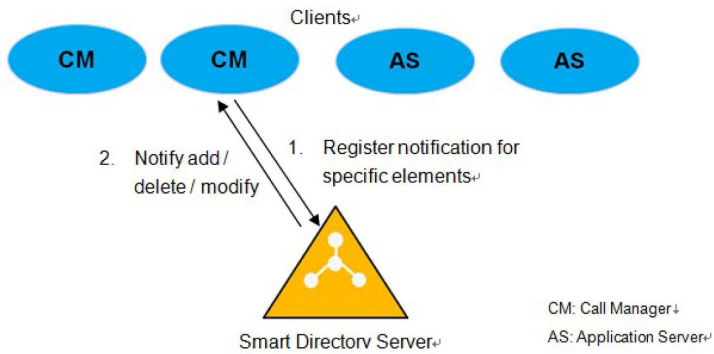 Clients
CM CM AS AS
1. Register notification for
specific elements
2. Notify add /
delete / modify
Smart Directory Server
CM: Call Manager
AS: Application Server